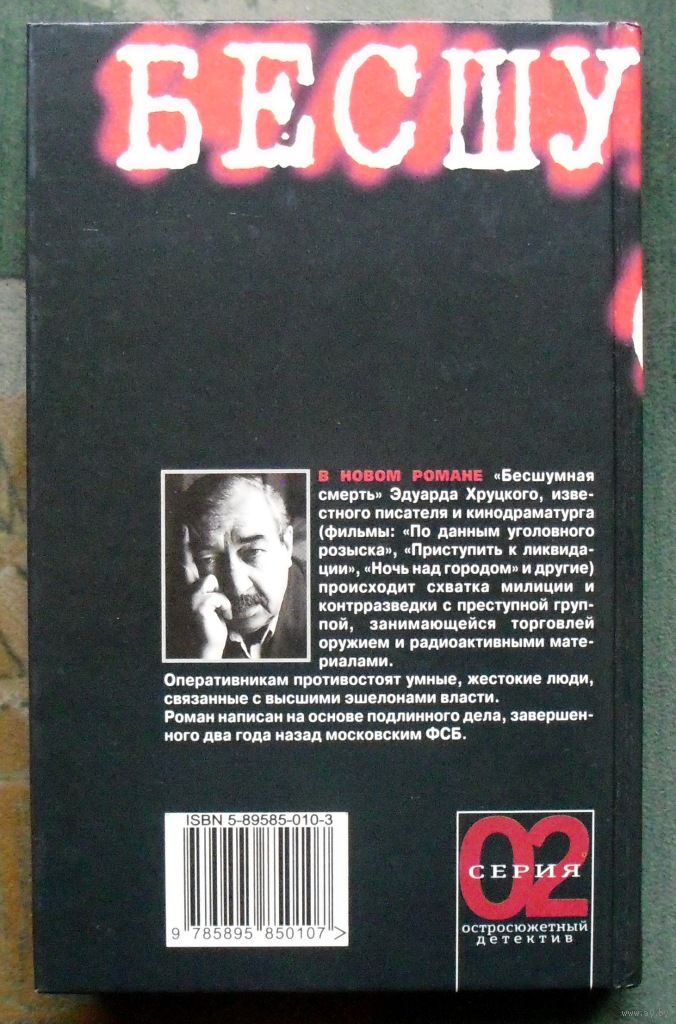 БЕСШУ
В НОВОМ РОМАНЕ «Бесшумная
смерть» Эдуарда Хруцкого, изве-
стного писателя и кинодраматурга
(фильмы: «По данным уголовного
розыска», «Приступить к ликвида-
ции», «Ночь над городом» и другие)
происходит схватка милиции и
контрразведки с преступной груп-
пой, занимающейся торговлей
оружием и радиоактивными мате-
риалами.
Оперативникам противостоят умные, жестокие люди,
связанные с высшими эшелонами власти.
Роман написан на основе подлинного дела, завершен-
ного два года назад московским ФСБ.
ISBN 5-89585-010-3
9 785895 850107 >
02
СЕРИЯ
остросюжетный
детектив
www.ay.by